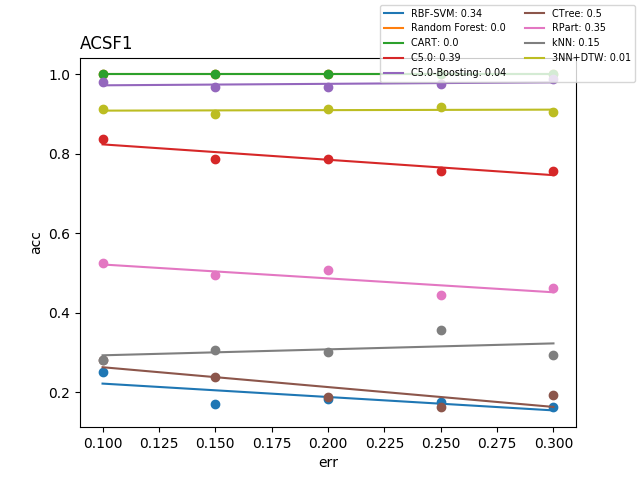 RBF-SVM: 0.34
Random Forest: 0.0
CART: 0.0
C5.0: 0.39
C5.0-Boosting: 0.04
CTree: 0.5
RPart: 0.35
kNN: 0.15
3NN+DTW: 0.01
ACSF1
1.0
0.8
0.6
0.4
0.2
acc
0.100 0.125 0.150 0.175 0.200 0.225 0.250 0.275 0.300
err